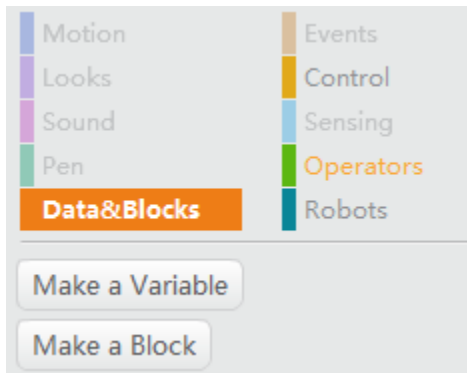 Motion
Events
Looks
Control
Sound
Sensing
Pen
Operators
Data&Blocks
Robots
Make a Variable
Make a Block